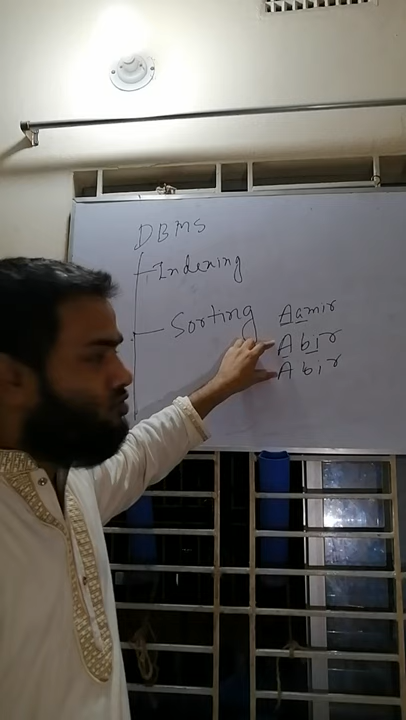 DBMS
Indexing
Sorting
Aamir
Abir
Abir